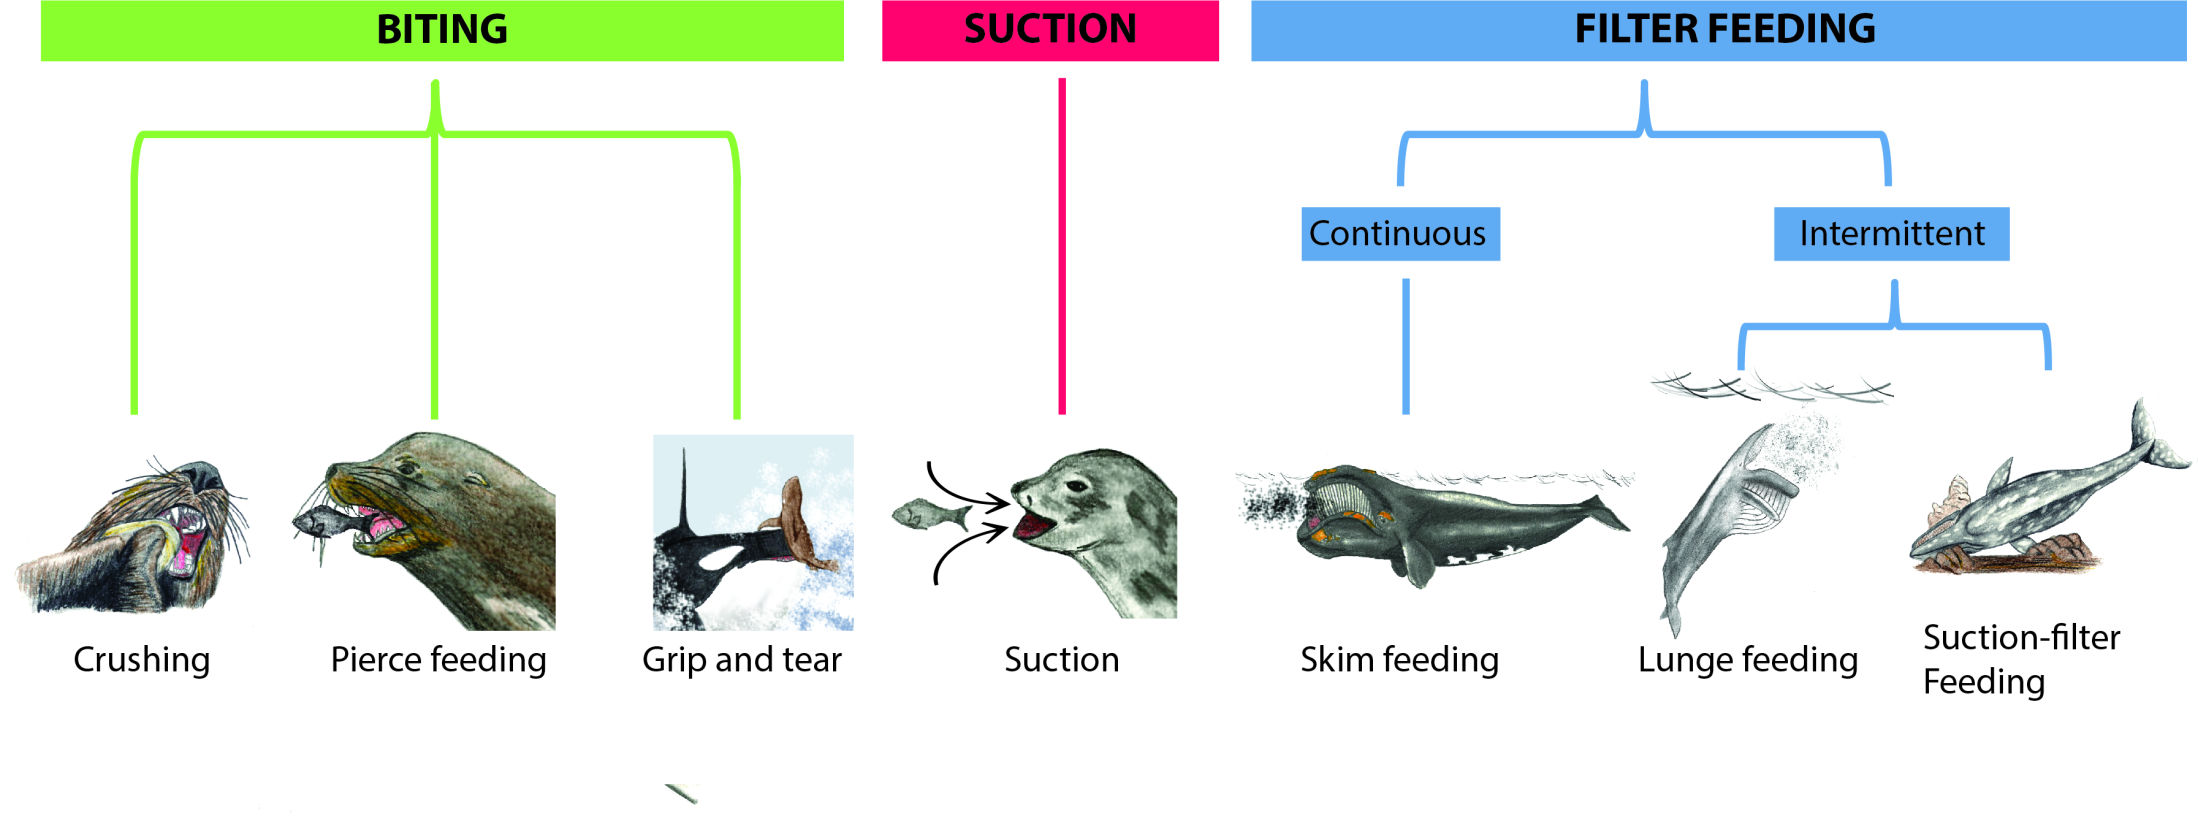 BITING
SUCTION
FILTER FEEDING
Continuous
Intermittent
Crushing
Pierce feeding
Grip and tear
Suction
Skim feeding
Lunge feeding
Suction-filter
Feeding